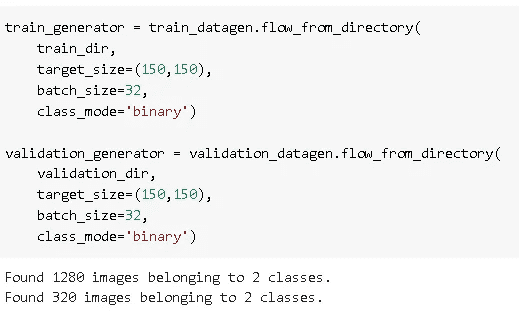 train_generator = train_datagen.flow_from_directory(
    train_dir,
    target_size=(150,150),
    batch_size=32,
    class_mode='binary')

validation_generator = validation_datagen.flow_from_directory(
    validation_dir,
    target_size=(150,150),
    batch_size=32,
    class_mode='binary')
Found 1280 images belonging to 2 classes.
Found 320 images belonging to 2 classes.